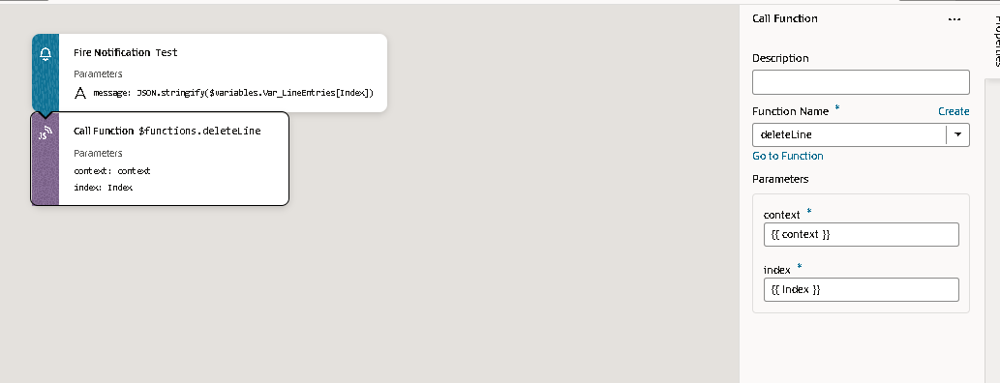 Fire Notification Test
Parameters
A message: JSON.stringify($variables.Var_LineEntries[Index])
JS
Call Function $functions.deleteLine
Parameters
context: context
index: Index
Call Function
...
Description
Function Name *
Create
deleteLine
Go to Function
Parameters
context *
{{ context }}
index *
{{ Index }}
Properties